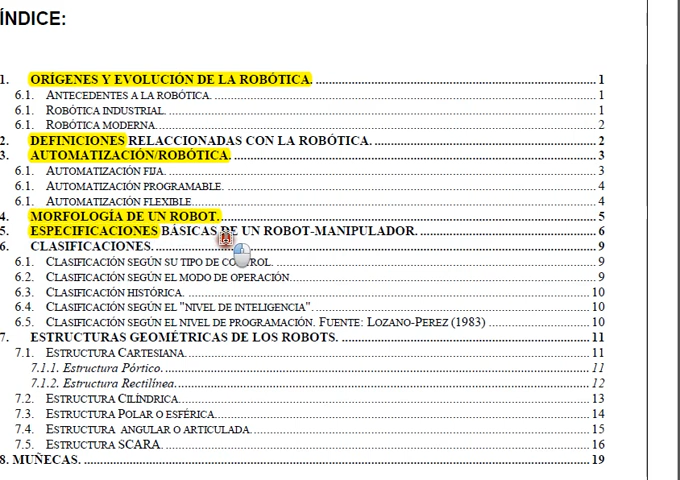 ÍNDICE:
1. ORÍGENES Y EVOLUCIÓN DE LA ROBÓTICA. 1
6.1. ANTECEDENTES A LA ROBÓTICA. 1
6.1. ROBÓTICA INDUSTRIAL. 1
6.1. ROBÓTICA MODERNA. 2
2. DEFINICIONES RELACCIONADAS CON LA ROBÓTICA. 2
3. AUTOMATIZACIÓN/ROBÓTICA. 3
6.1. AUTOMATIZACIÓN FIJA. 3
6.1. AUTOMATIZACIÓN PROGRAMABLE. 4
6.1. AUTOMATIZACIÓN FLEXIBLE. 4
4. MORFOLOGÍA DE UN ROBOT. 5
5. ESPECIFICACIONES BÁSICAS DE UN ROBOT-MANIPULADOR. 6
6. CLASIFICACIONES. 9
6.1. CLASIFICACIÓN SEGÚN SU TIPO DE CONTROL. 9
6.2. CLASIFICACIÓN SEGÚN EL MODO DE OPERACIÓN. 9
6.3. CLASIFICACIÓN HISTÓRICA. 10
6.4. CLASIFICACIÓN SEGÚN EL "NIVEL DE INTELIGENCIA". 10
6.5. CLASIFICACIÓN SEGÚN EL NIVEL DE PROGRAMACIÓN. FUENTE: LOZANO-PEREZ (1983) 10
7. ESTRUCTURAS GEOMÉTRICAS DE LOS ROBOTS. 11
7.1. ESTRUCTURA CARTESIANA. 11
7.1.1. Estructura Pórtico. 11
7.1.2. Estructura Rectilínea. 12
7.2. ESTRUCTURA CILÍNDRICA. 13
7.3. ESTRUCTURA POLAR O ESFÉRICA. 14
7.4. ESTRUCTURA ANGULAR O ARTICULADA. 15
7.5. ESTRUCTURA SCARA. 16
8. MUÑECAS. 19